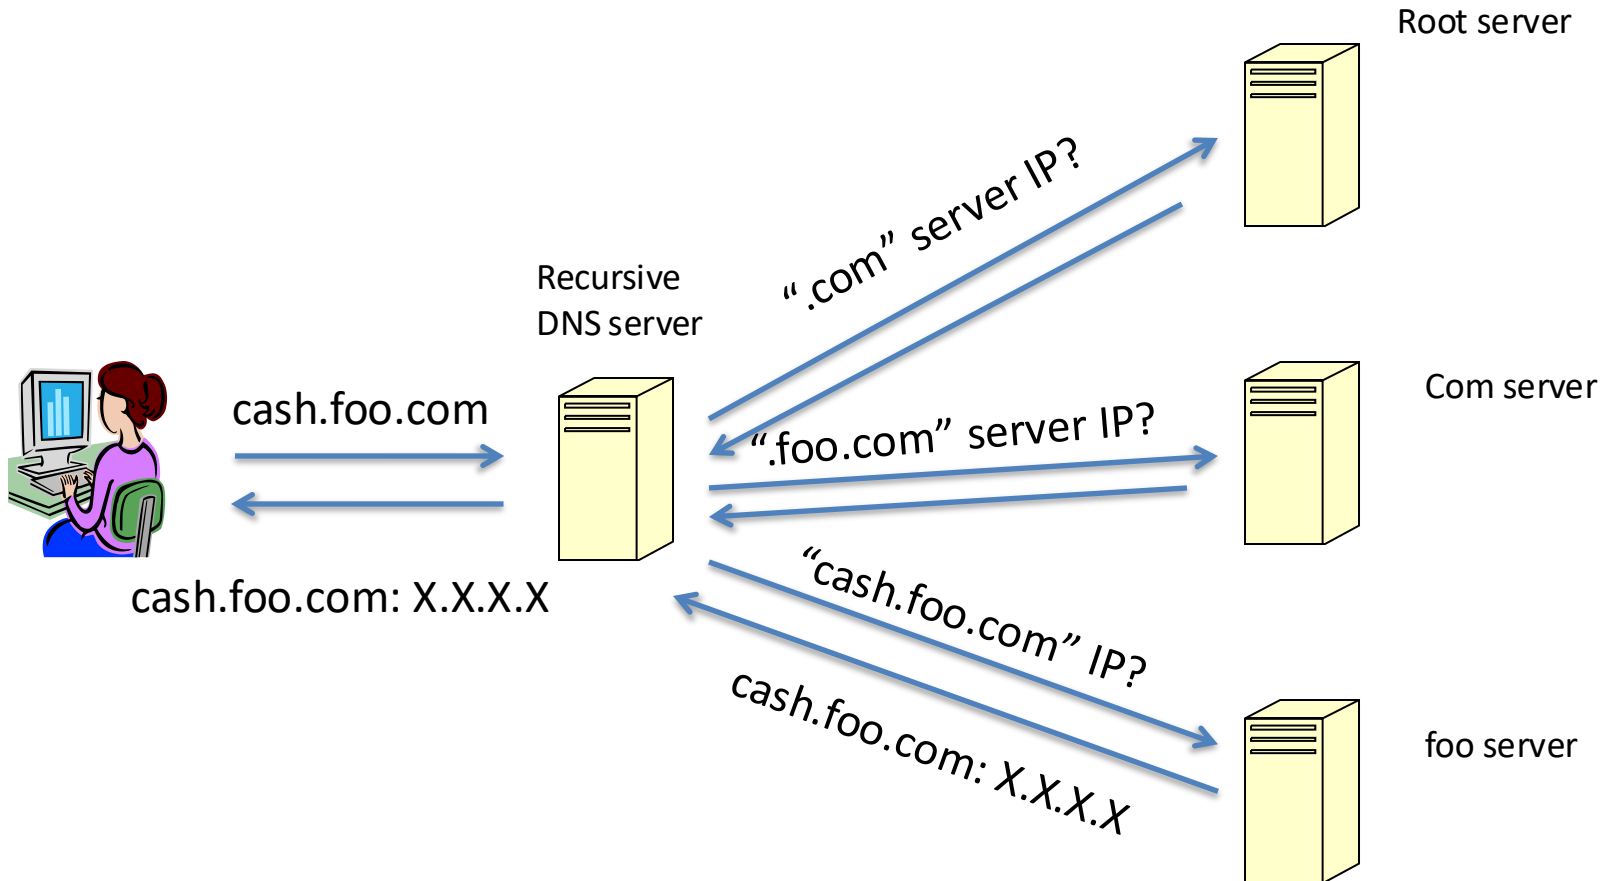 Root server
“.com” server IP?
Recursive
DNS server
Com server
cash.foo.com
“.foo.com” server IP?
cash.foo.com: X.X.X.X
“cash.foo.com” IP?
cash.foo.com: X.X.X.X
foo server